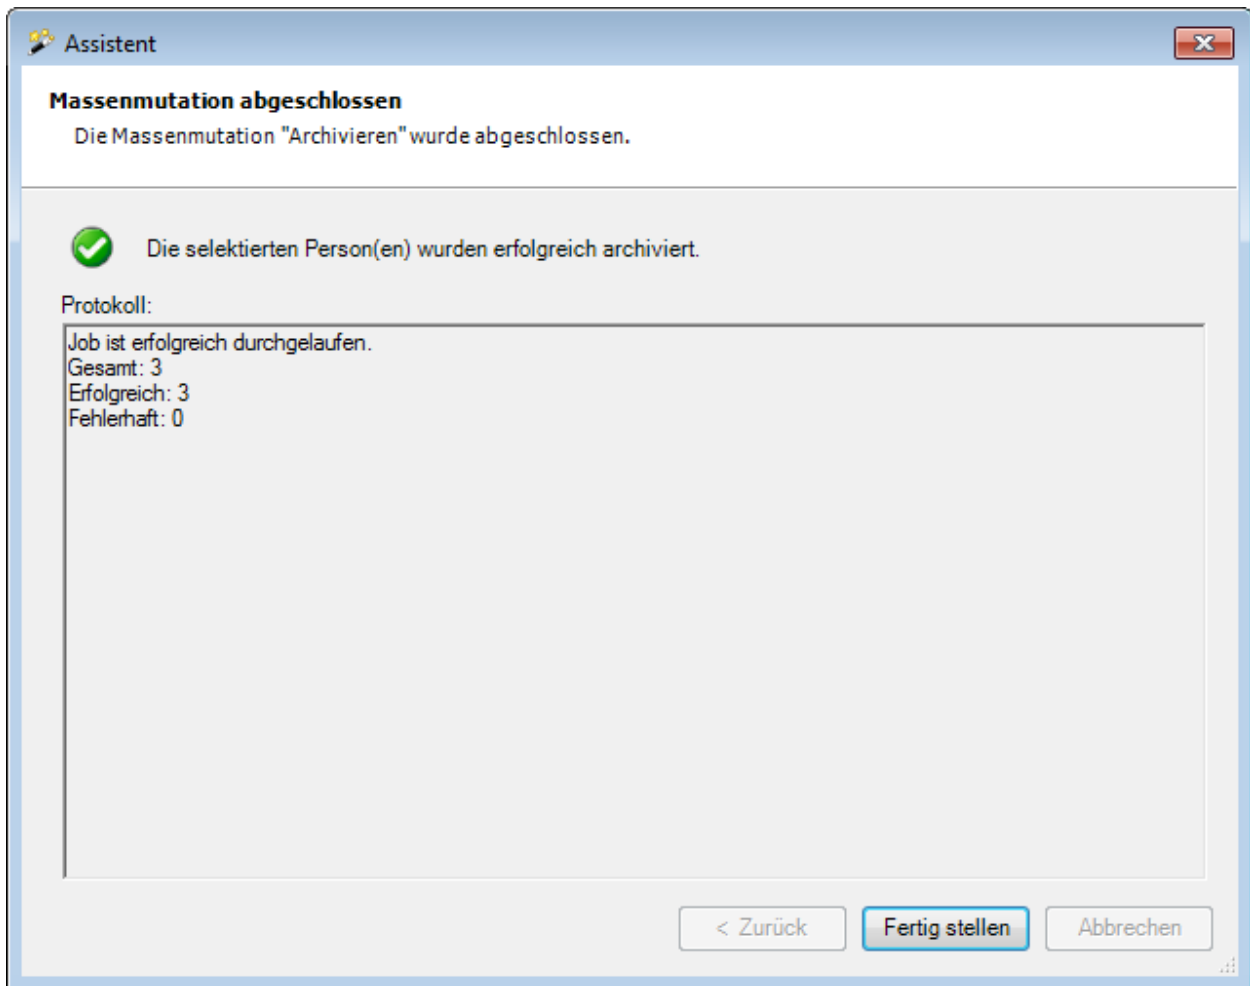 Assistent
Massenmutation abgeschlossen
Die Massenmutation "Archivieren" wurde abgeschlossen.
Die selektierten Person(en) wurden erfolgreich archiviert.
Protokoll:
Job ist erfolgreich durchgelaufen.
Gesamt: 3
Erfolgreich: 3
Fehlerhaft: 0
< Zurück
Fertig stellen
Abbrechen